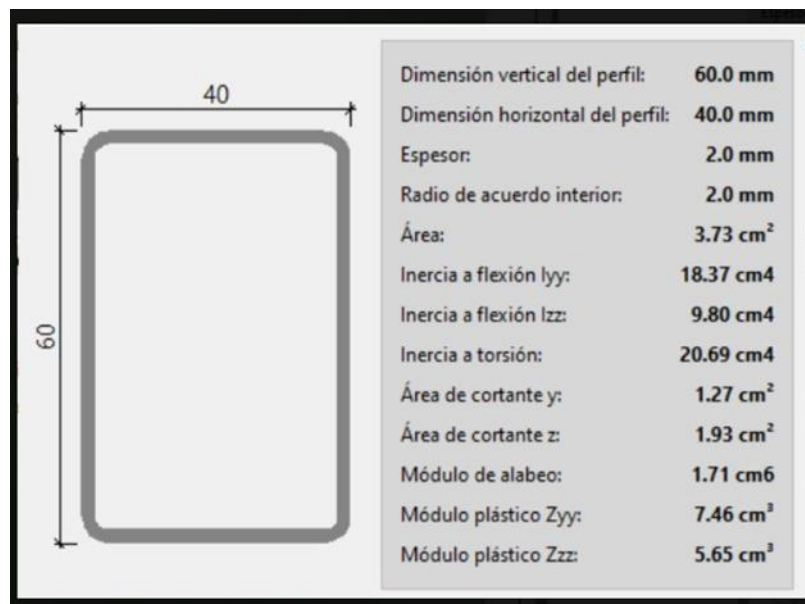 40
60
Dimensión vertical del perfil: 60.0 mm
Dimensión horizontal del perfil: 40.0 mm
Espesor: 2.0 mm
Radio de acuerdo interior: 2.0 mm
Área: 3.73 cm²
Inercia a flexión Iyy: 18.37 cm4
Inercia a flexión Izz: 9.80 cm4
Inercia a torsión: 20.69 cm4
Área de cortante y: 1.27 cm²
Área de cortante z: 1.93 cm²
Módulo de alabeo: 1.71 cm6
Módulo plástico Zyy: 7.46 cm³
Módulo plástico Zzz: 5.65 cm³